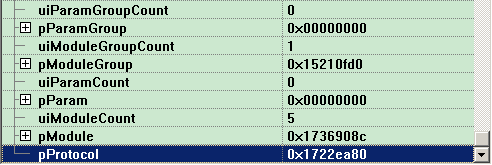 uiParamGroupCount 0
pParamGroup 0x00000000
uiModuleGroupCount 1
pModuleGroup 0x15210fd0
uiParamCount 0
pParam 0x00000000
uiModuleCount 5
pModule 0x1736908c
pProtocol 0x1722ea80